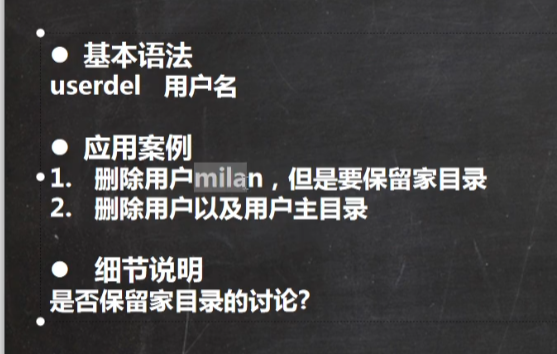 ● 基本语法
userdel 用户名
● 应用案例
1. 删除用户milan，但是要保留家目录
2. 删除用户以及用户主目录
● 细节说明
是否保留家目录的讨论？